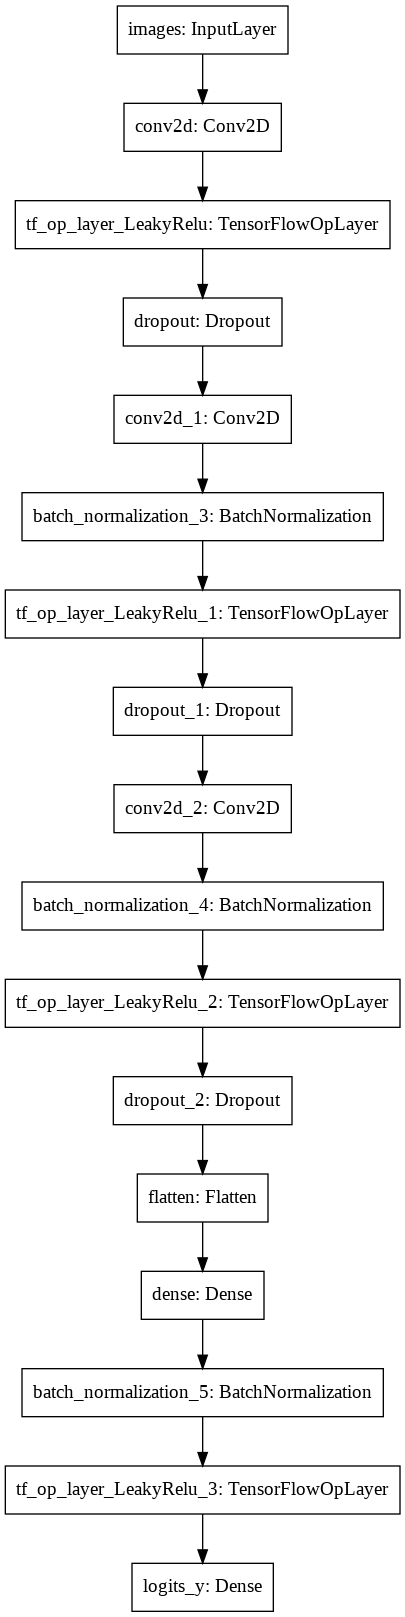 images: InputLayer
conv2d: Conv2D
tf_op_layer_LeakyRelu: TensorFlowOpLayer
dropout: Dropout
conv2d_1: Conv2D
batch_normalization_3: BatchNormalization
tf_op_layer_LeakyRelu_1: TensorFlowOpLayer
dropout_1: Dropout
conv2d_2: Conv2D
batch_normalization_4: BatchNormalization
tf_op_layer_LeakyRelu_2: TensorFlowOpLayer
dropout_2: Dropout
flatten: Flatten
dense: Dense
batch_normalization_5: BatchNormalization
tf_op_layer_LeakyRelu_3: TensorFlowOpLayer
logits_y: Dense